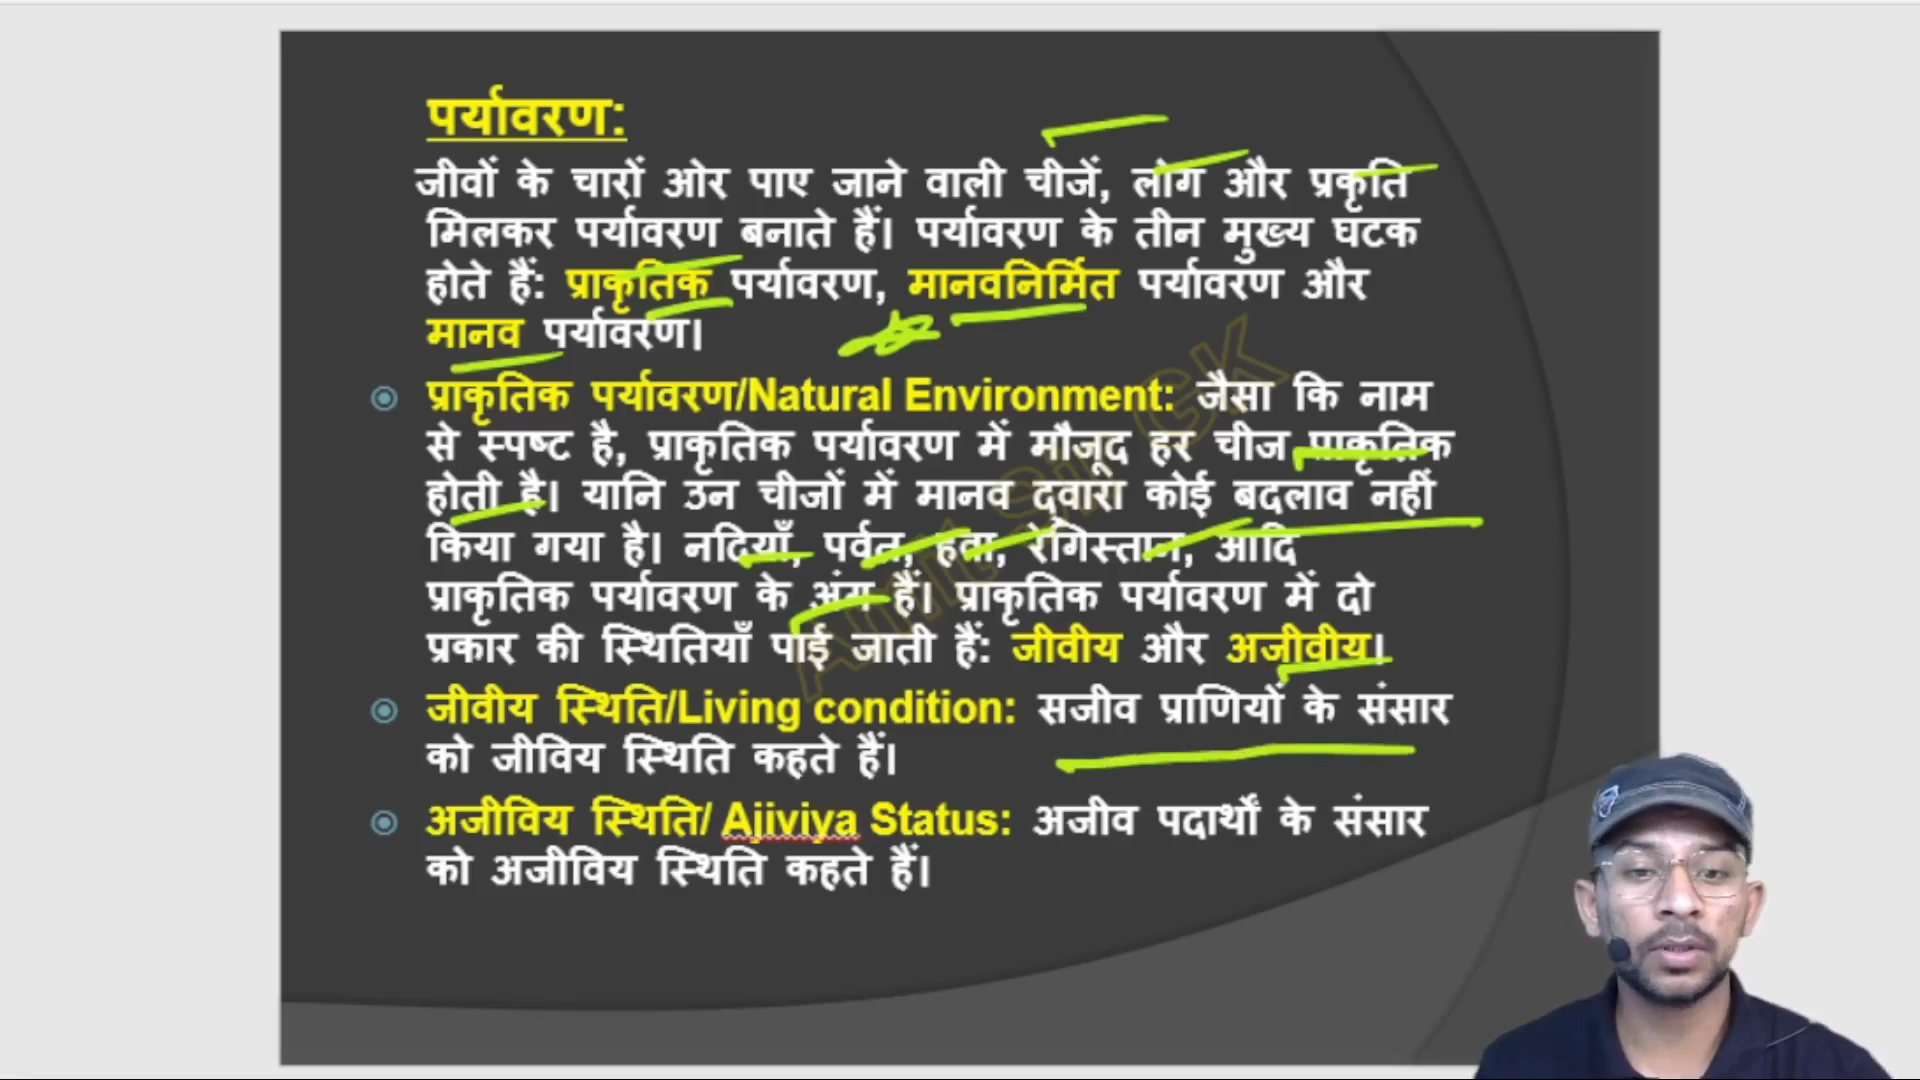 पर्यावरण:
जीवों के चारों ओर पाए जाने वाली चीजें, लोग और प्रकृति
मिलकर पर्यावरण बनाते हैं। पर्यावरण के तीन मुख्य घटक
होते हैं: प्राकृतिक पर्यावरण, मानवनिर्मित पर्यावरण और
मानव पर्यावरण।
प्राकृतिक पर्यावरण/Natural Environment: जैसा कि नाम
से स्पष्ट है, प्राकृतिक पर्यावरण में मौजूद हर चीज प्राकृतिक
होती है। यानि उन चीजों में मानव द्वारा कोई बदलाव नहीं
किया गया है। नदियाँ, पर्वत, हवा, रेगिस्तान, आदि
प्राकृतिक पर्यावरण के अंग हैं। प्राकृतिक पर्यावरण में दो
प्रकार की स्थितियाँ पाई जाती हैं: जीवीय और अजीवीय।
जीवीय स्थिति/Living condition: सजीव प्राणियों के संसार
को जीविय स्थिति कहते हैं।
अजीविय स्थिति/ Ajiviya Status: अजीव पदार्थों के संसार
को अजीविय स्थिति कहते हैं।
Amit Sir GK